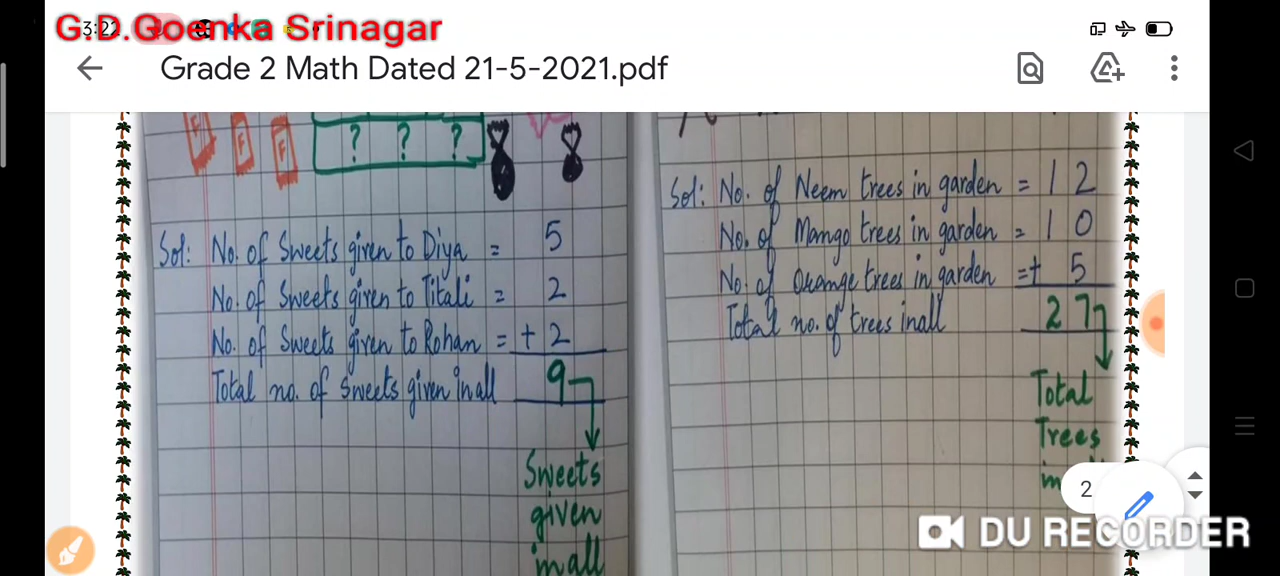 3:22
G.D.Goenka Srinagar
Grade 2 Math Dated 21-5-2021.pdf
F F F
? ? ?
Sol: No. of Sweets given to Diya = 5
No. of Sweets given to Titali = 2
No. of Sweets given to Rohan = + 2
Total no. of Sweets given in all 9
Sweets
given
in all
Sol: No. of Neem trees in garden = 1 2
No. of Mango trees in garden = 1 0
No. of Orange trees in garden =+ 5
Total no. of trees in all 2 7
Total
Trees
2
DU RECORDER